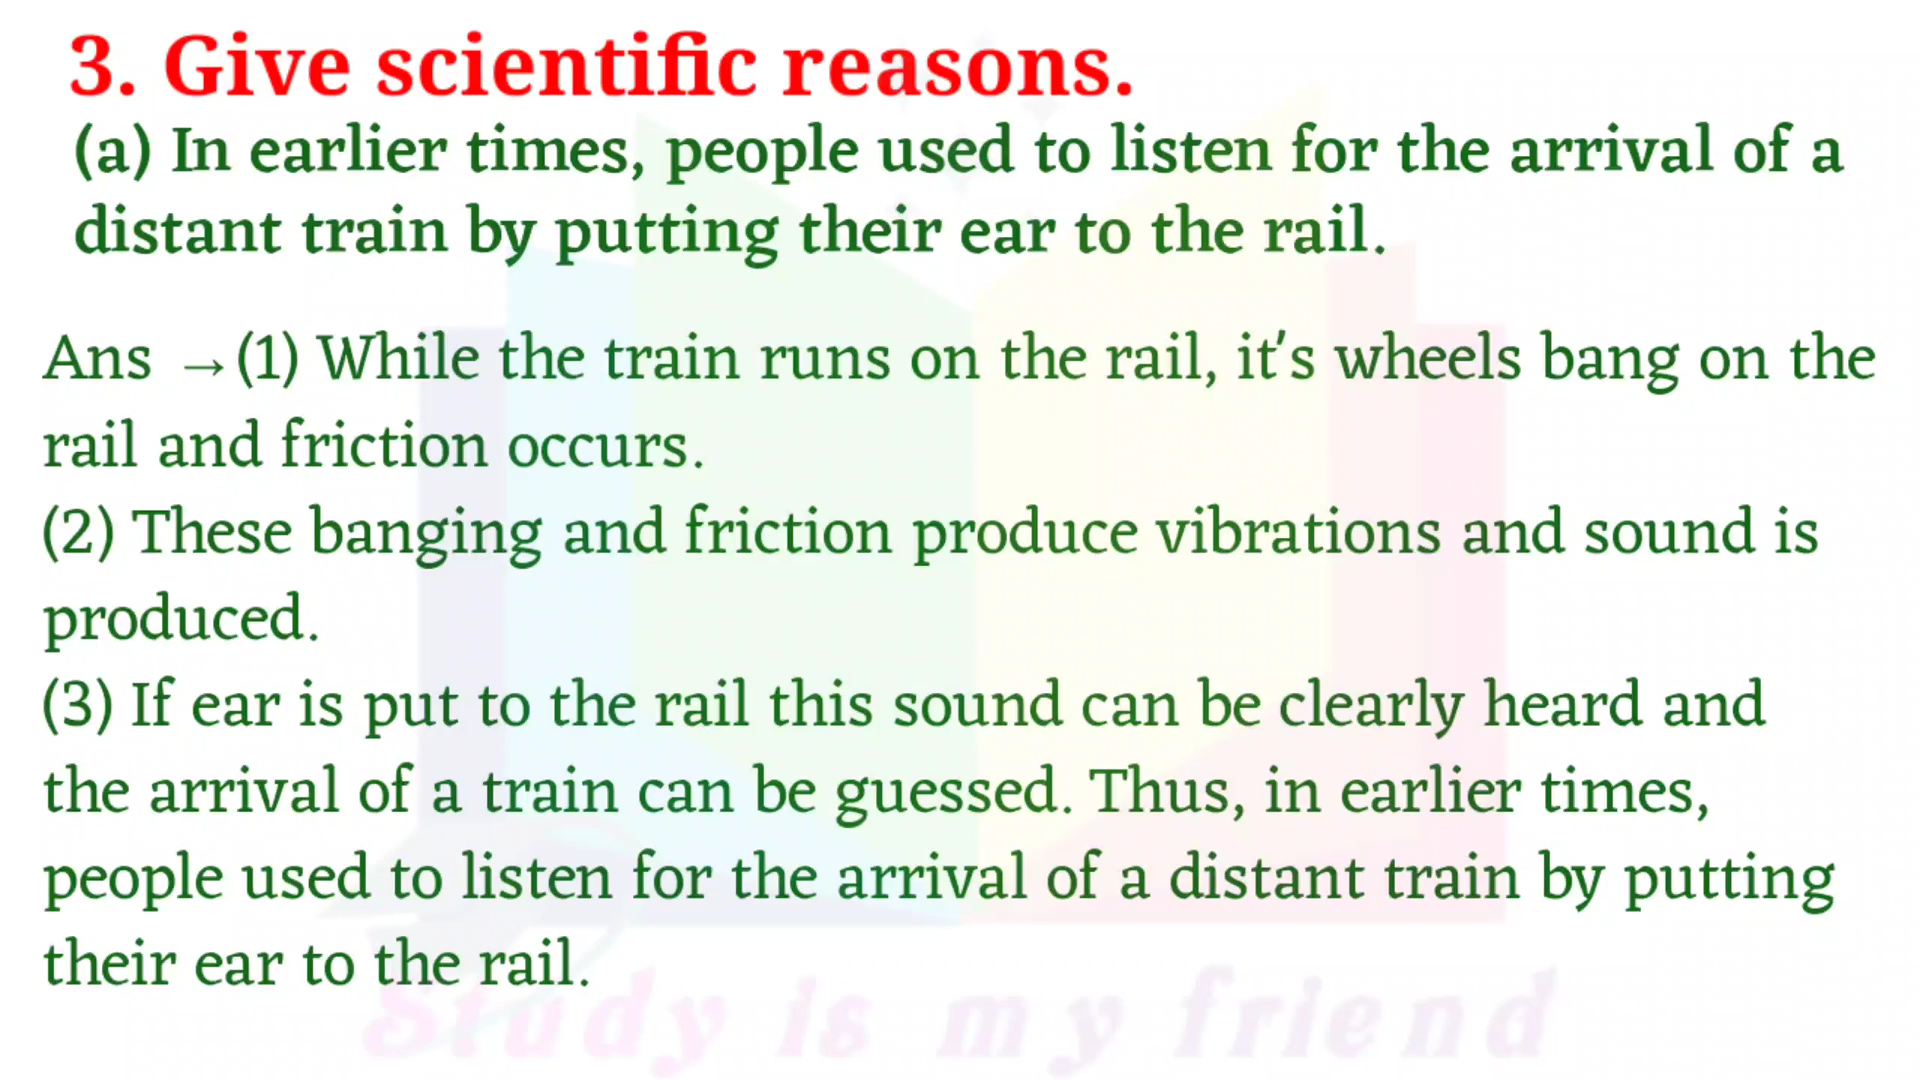 3. Give scientific reasons.
(a) In earlier times, people used to listen for the arrival of a
distant train by putting their ear to the rail.
Ans →(1) While the train runs on the rail, it's wheels bang on the
rail and friction occurs.
(2) These banging and friction produce vibrations and sound is
produced.
(3) If ear is put to the rail this sound can be clearly heard and
the arrival of a train can be guessed. Thus, in earlier times,
people used to listen for the arrival of a distant train by putting
their ear to the rail.
Study is my friend